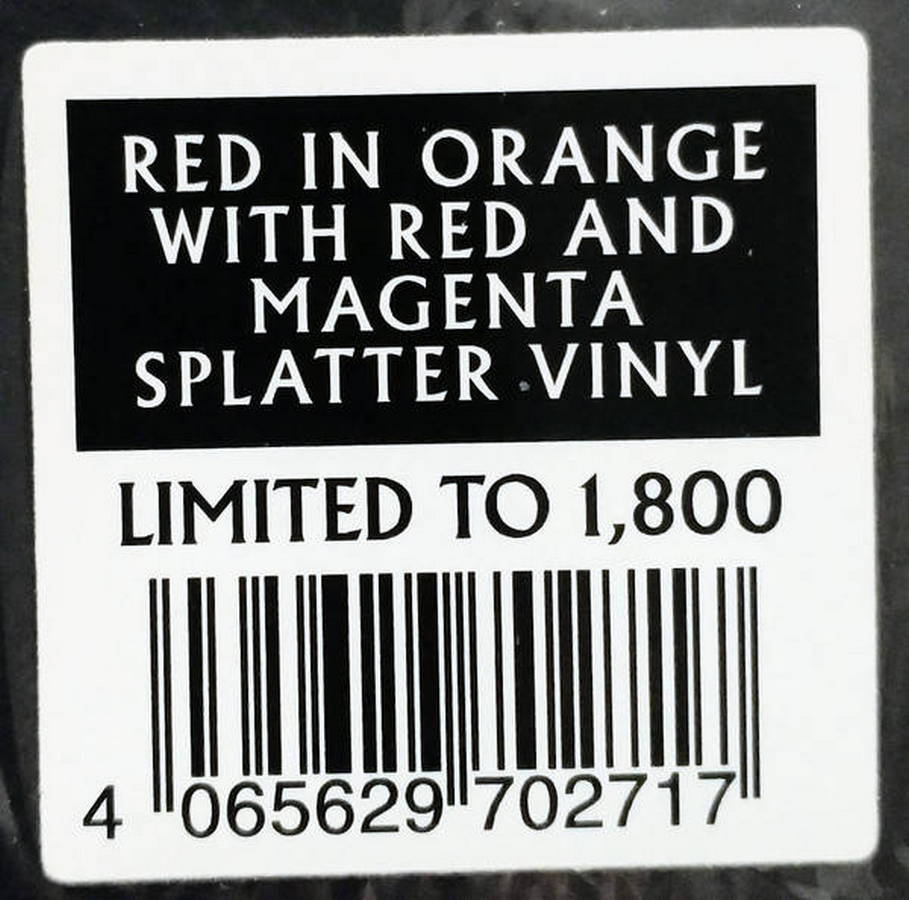 RED IN ORANGE
WITH RED AND
MAGENTA
SPLATTER VINYL
LIMITED TO 1,800
4 065629 702717